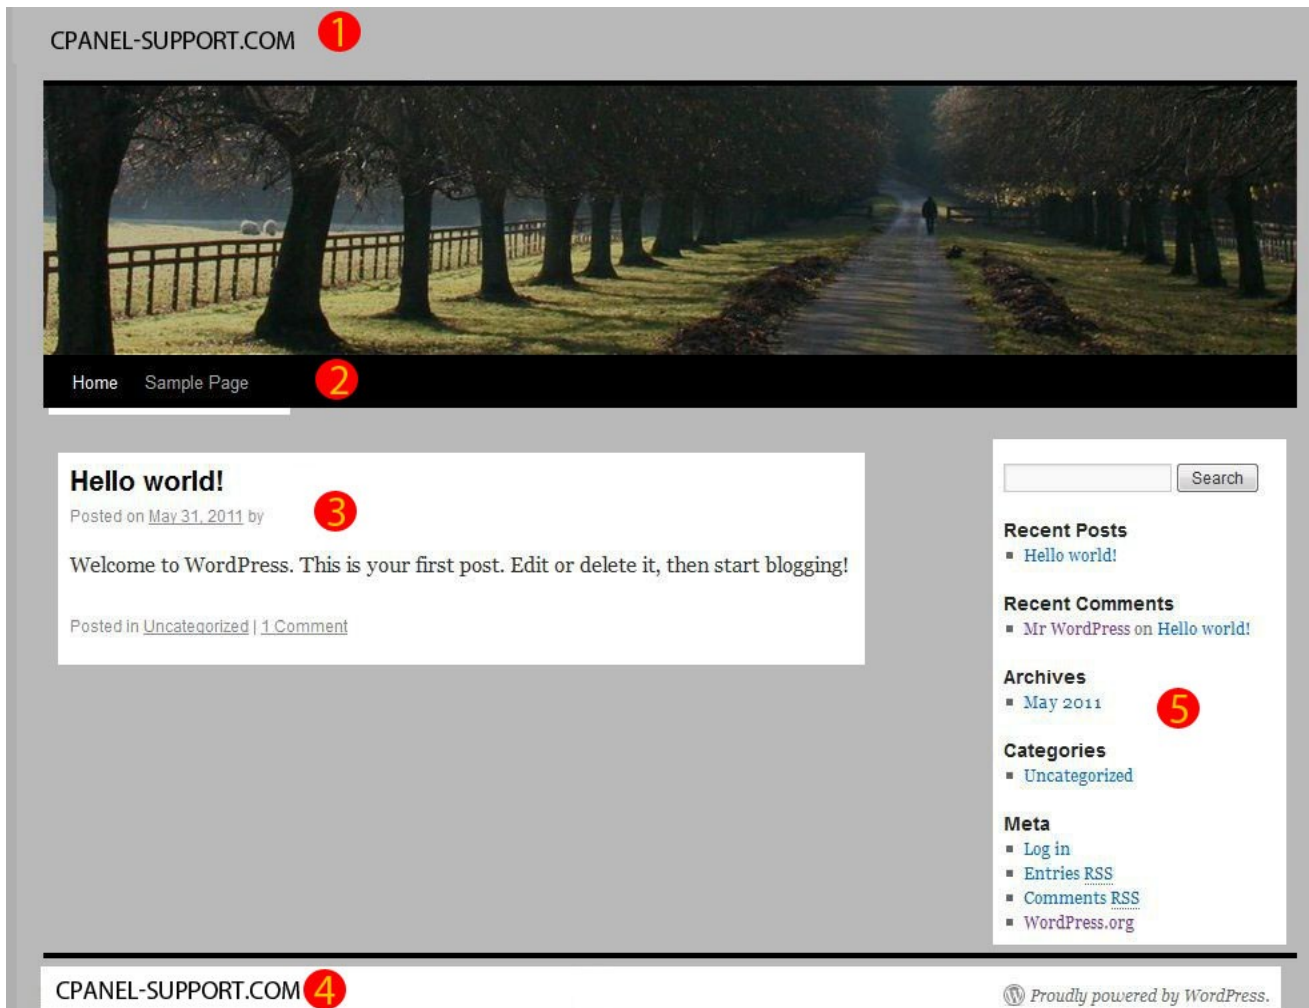 CPANEL-SUPPORT.COM 1
Home Sample Page 2
Hello world!
Posted on May 31, 2011 by 3
Welcome to WordPress. This is your first post. Edit or delete it, then start blogging!
Posted in Uncategorized | 1 Comment
Search
Recent Posts
Hello world!
Recent Comments
Mr WordPress on Hello world!
Archives
May 2011 5
Categories
Uncategorized
Meta
Log in
Entries RSS
Comments RSS
WordPress.org
CPANEL-SUPPORT.COM 4
Proudly powered by WordPress.